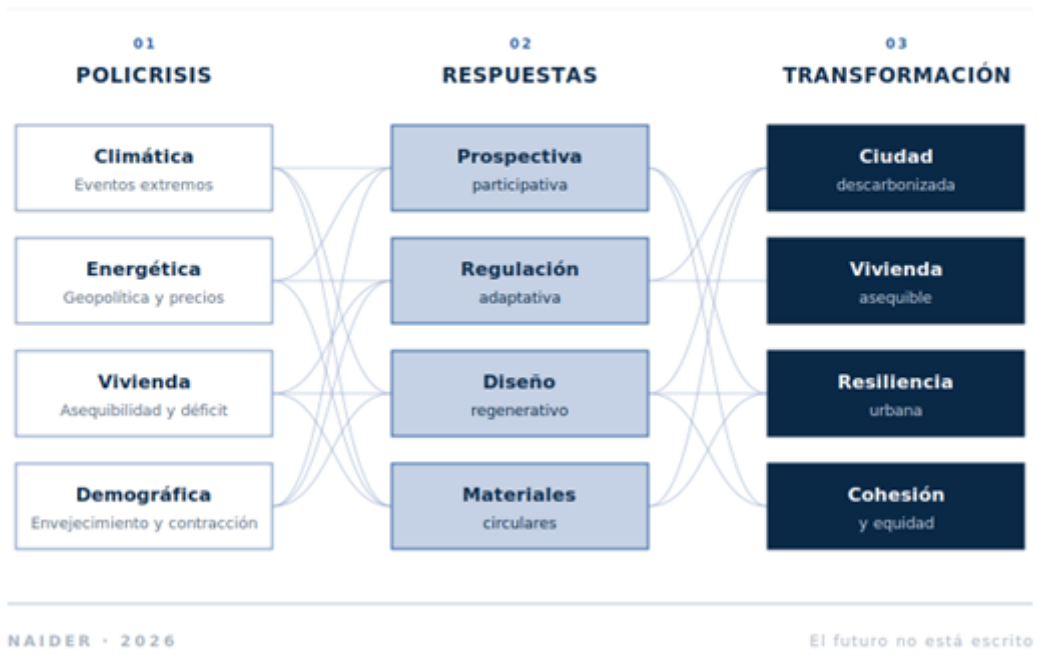 01
POLICRISIS
Climática
Eventos extremos
Energética
Geopolítica y precios
Vivienda
Asequibilidad y déficit
Demográfica
Envejecimiento y contracción
02
RESPUESTAS
Prospectiva
participativa
Regulación
adaptativa
Diseño
regenerativo
Materiales
circulares
03
TRANSFORMACIÓN
Ciudad
descarbonizada
Vivienda
asequible
Resiliencia
urbana
Cohesión
y equidad
NAIDER · 2026
El futuro no está escrito